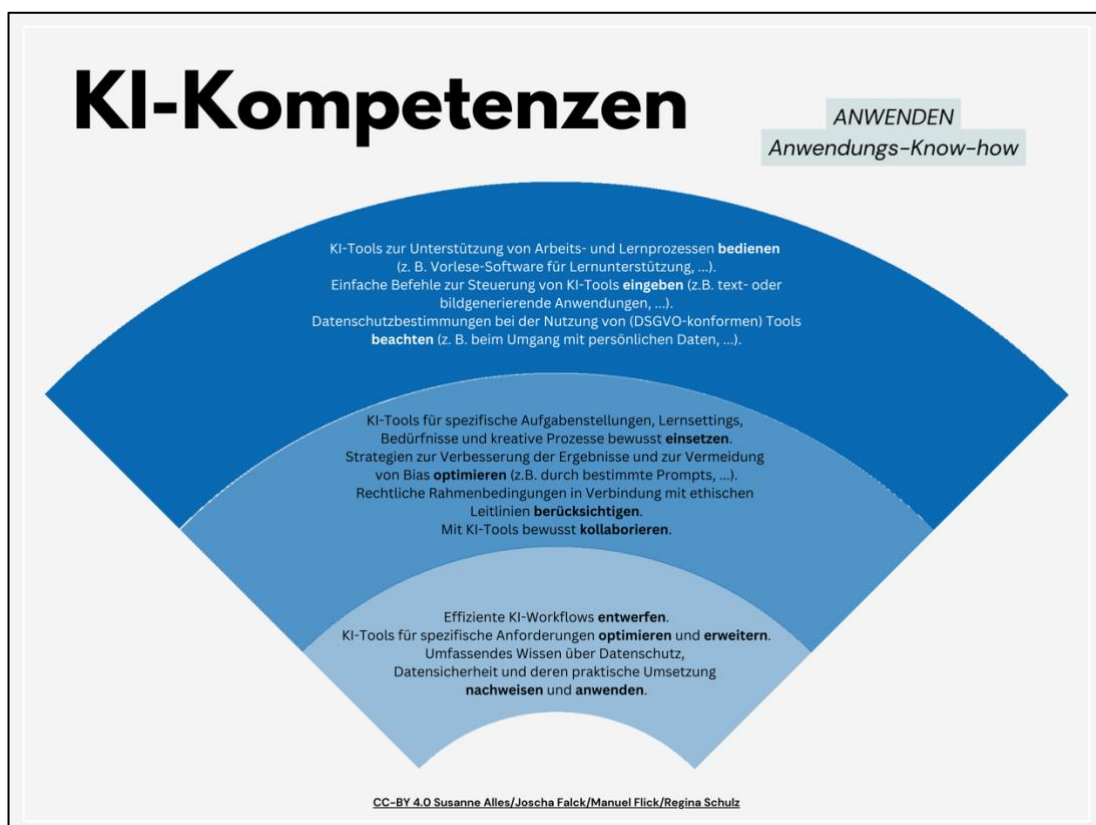 KI-Kompetenzen
ANWENDEN
Anwendungs-Know-how
KI-Tools zur Unterstützung von Arbeits- und Lernprozessen bedienen
(z. B. Vorlese-Software für Lernunterstützung, ...).
Einfache Befehle zur Steuerung von KI-Tools eingeben (z.B. text- oder
bildgenerierende Anwendungen, ...).
Datenschutzbestimmungen bei der Nutzung von (DSGVO-konformen) Tools
beachten (z. B. beim Umgang mit persönlichen Daten, ...).
KI-Tools für spezifische Aufgabenstellungen, Lernsettings,
Bedürfnisse und kreative Prozesse bewusst einsetzen.
Strategien zur Verbesserung der Ergebnisse und zur Vermeidung
von Bias optimieren (z.B. durch bestimmte Prompts, ...).
Rechtliche Rahmenbedingungen in Verbindung mit ethischen
Leitlinien berücksichtigen.
Mit KI-Tools bewusst kollaborieren.
Effiziente KI-Workflows entwerfen.
KI-Tools für spezifische Anforderungen optimieren und erweitern.
Umfassendes Wissen über Datenschutz,
Datensicherheit und deren praktische Umsetzung
nachweisen und anwenden.
CC-BY 4.0 Susanne Alles/Joscha Falck/Manuel Flick/Regina Schulz